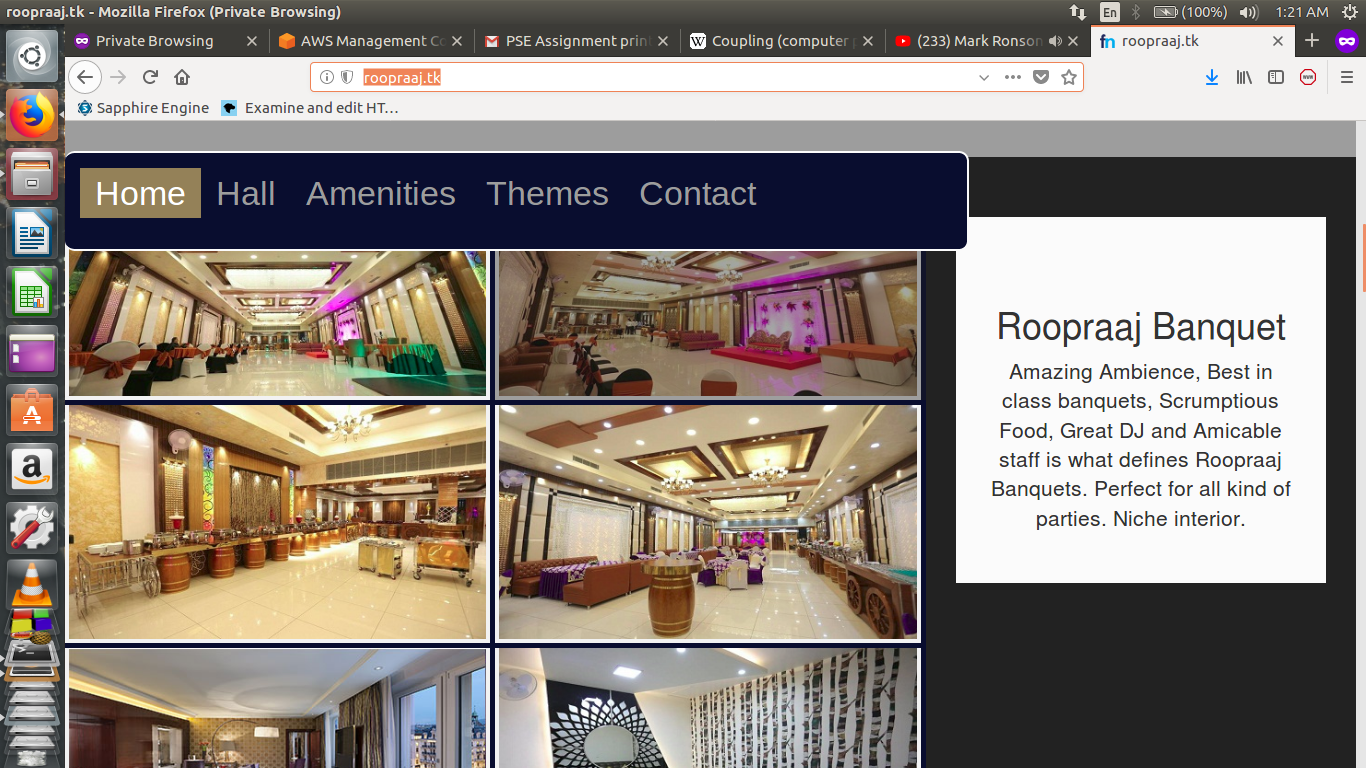 roopraaj.tk - Mozilla Firefox (Private Browsing)
En
(100%)
1:21 AM
Private Browsing
AWS Management Co
PSE Assignment prin
W
Coupling (computer p
(233) Mark Ronson
fn
roopraaj.tk
roopraaj.tk
Sapphire Engine
Examine and edit HT…
Home
Hall
Amenities
Themes
Contact
Roopraaj Banquet
Amazing Ambience, Best in
class banquets, Scrumptious
Food, Great DJ and Amicable
staff is what defines Roopraaj
Banquets. Perfect for all kind of
parties. Niche interior.